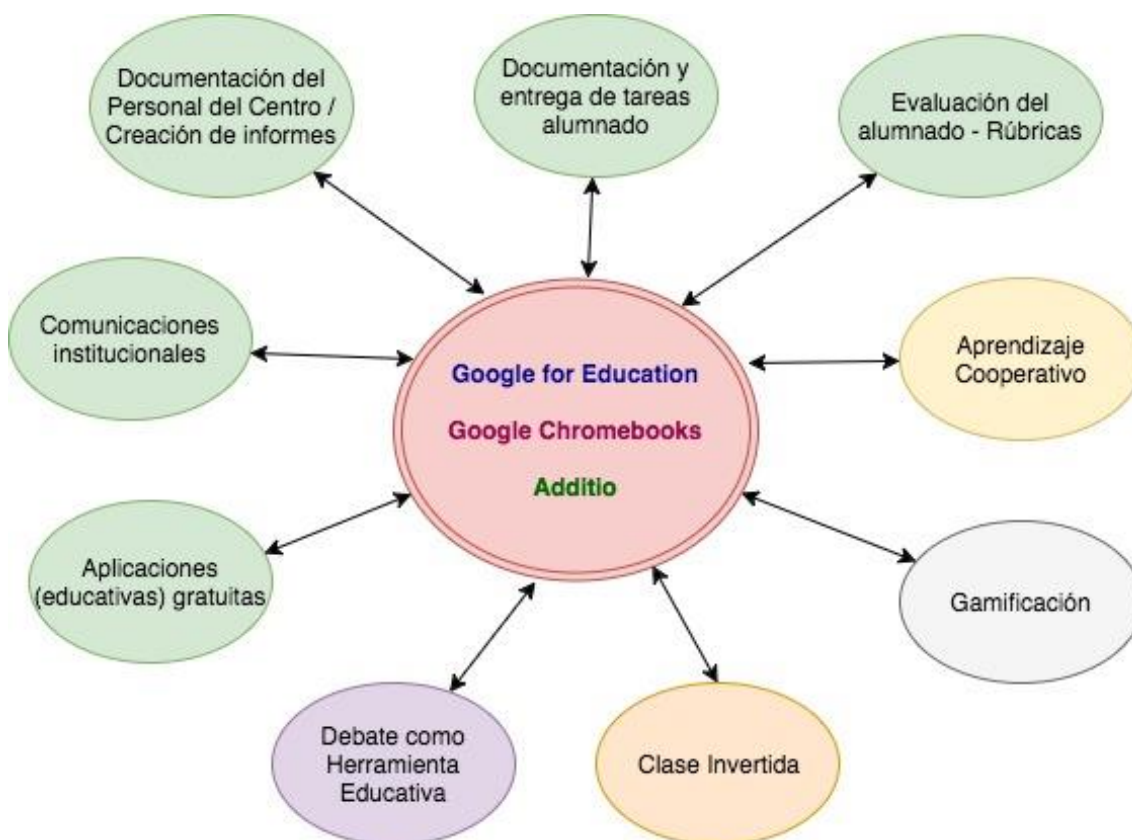 Documentación del
Personal del Centro /
Creación de informes
Documentación y
entrega de tareas
alumnado
Evaluación del
alumnado - Rúbricas
Comunicaciones
institucionales
Google for Education
Google Chromebooks
Additio
Aprendizaje
Cooperativo
Aplicaciones
(educativas) gratuitas
Gamificación
Debate como
Herramienta
Educativa
Clase Invertida